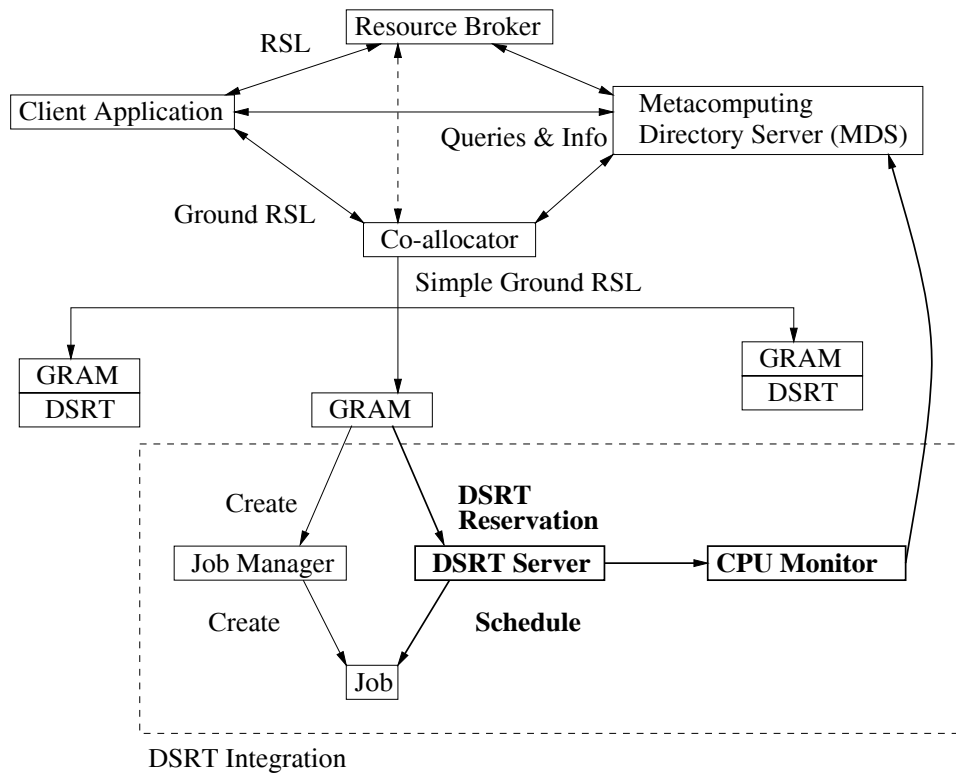 Resource Broker
RSL
Client Application
Metacomputing
Directory Server (MDS)
Queries & Info
Ground RSL
Co-allocator
Simple Ground RSL
GRAM
DSRT
GRAM
DSRT
GRAM
Create
DSRT
Reservation
Job Manager
DSRT Server
CPU Monitor
Create
Schedule
Job
DSRT Integration